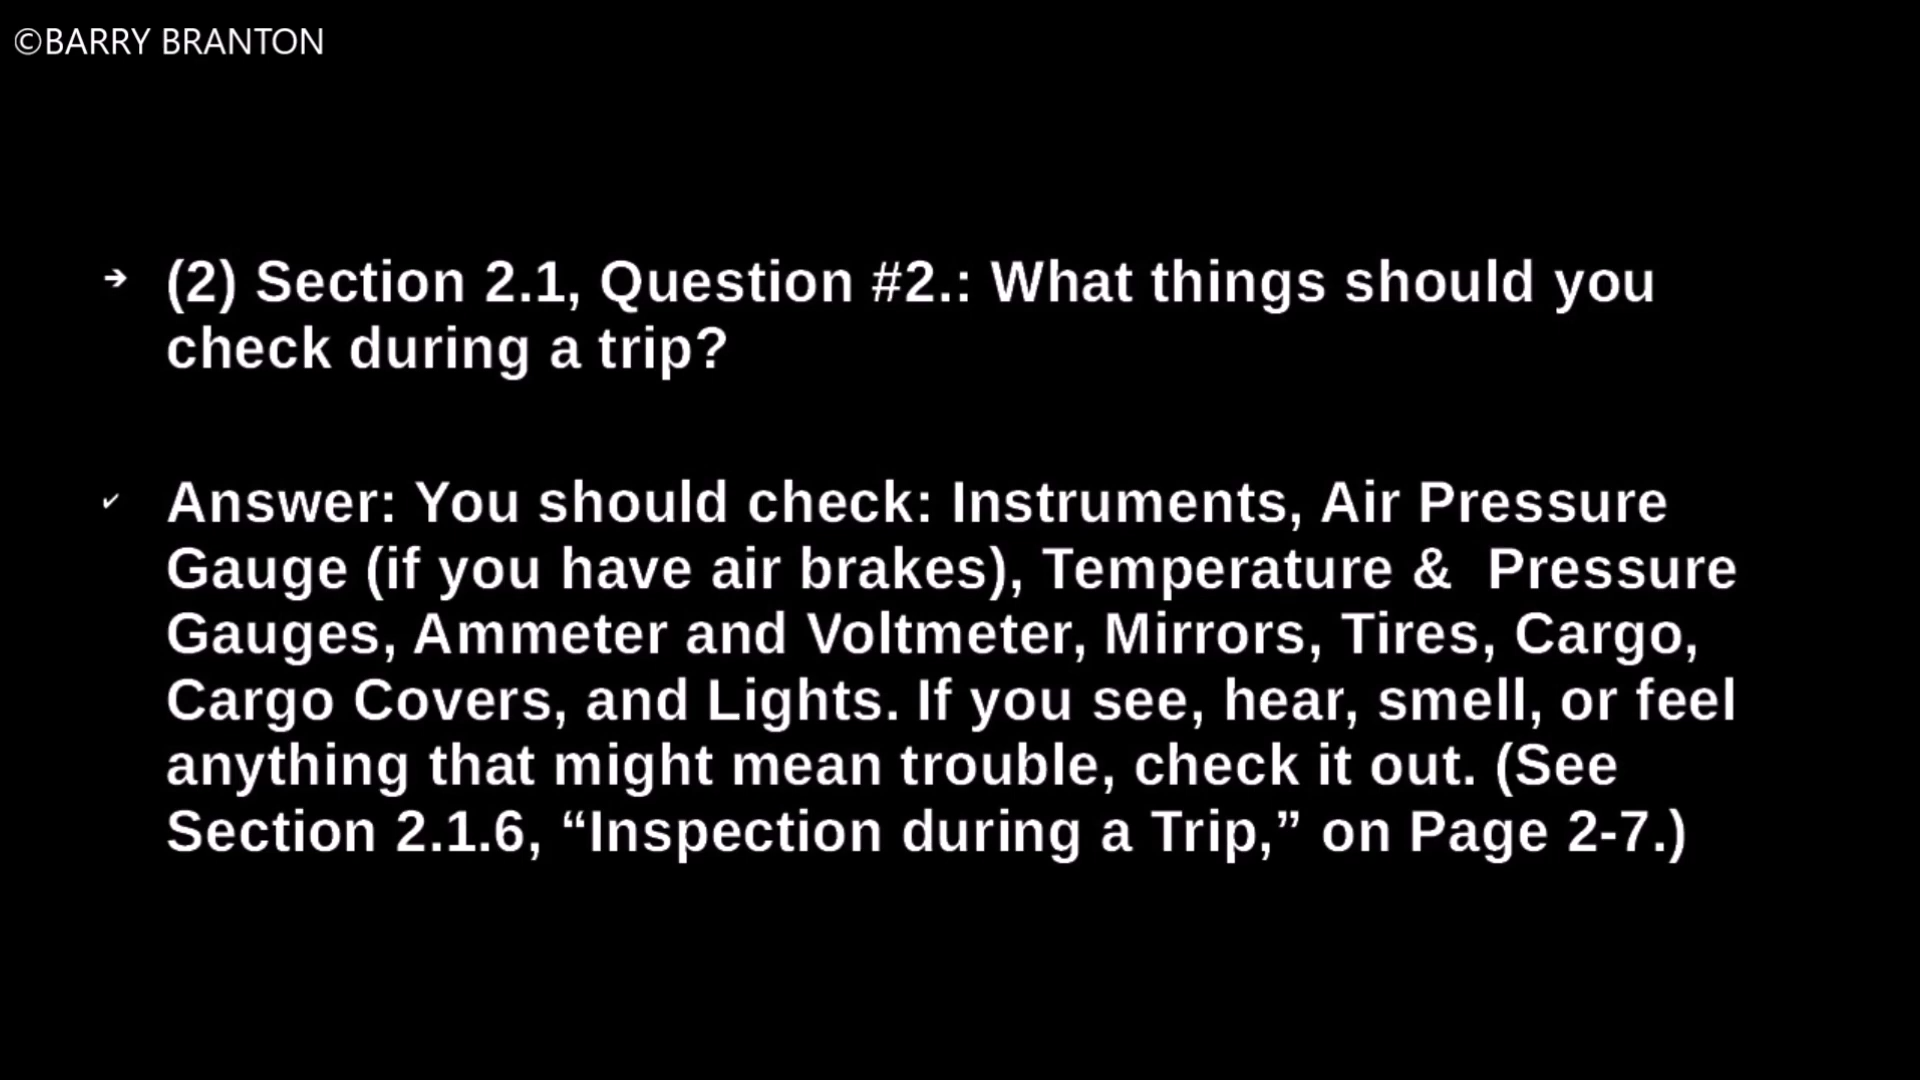 ©BARRY BRANTON
➔ (2) Section 2.1, Question #2.: What things should you
check during a trip?
✓ Answer: You should check: Instruments, Air Pressure
Gauge (if you have air brakes), Temperature &  Pressure
Gauges, Ammeter and Voltmeter, Mirrors, Tires, Cargo,
Cargo Covers, and Lights. If you see, hear, smell, or feel
anything that might mean trouble, check it out. (See
Section 2.1.6, “Inspection during a Trip,” on Page 2-7.)